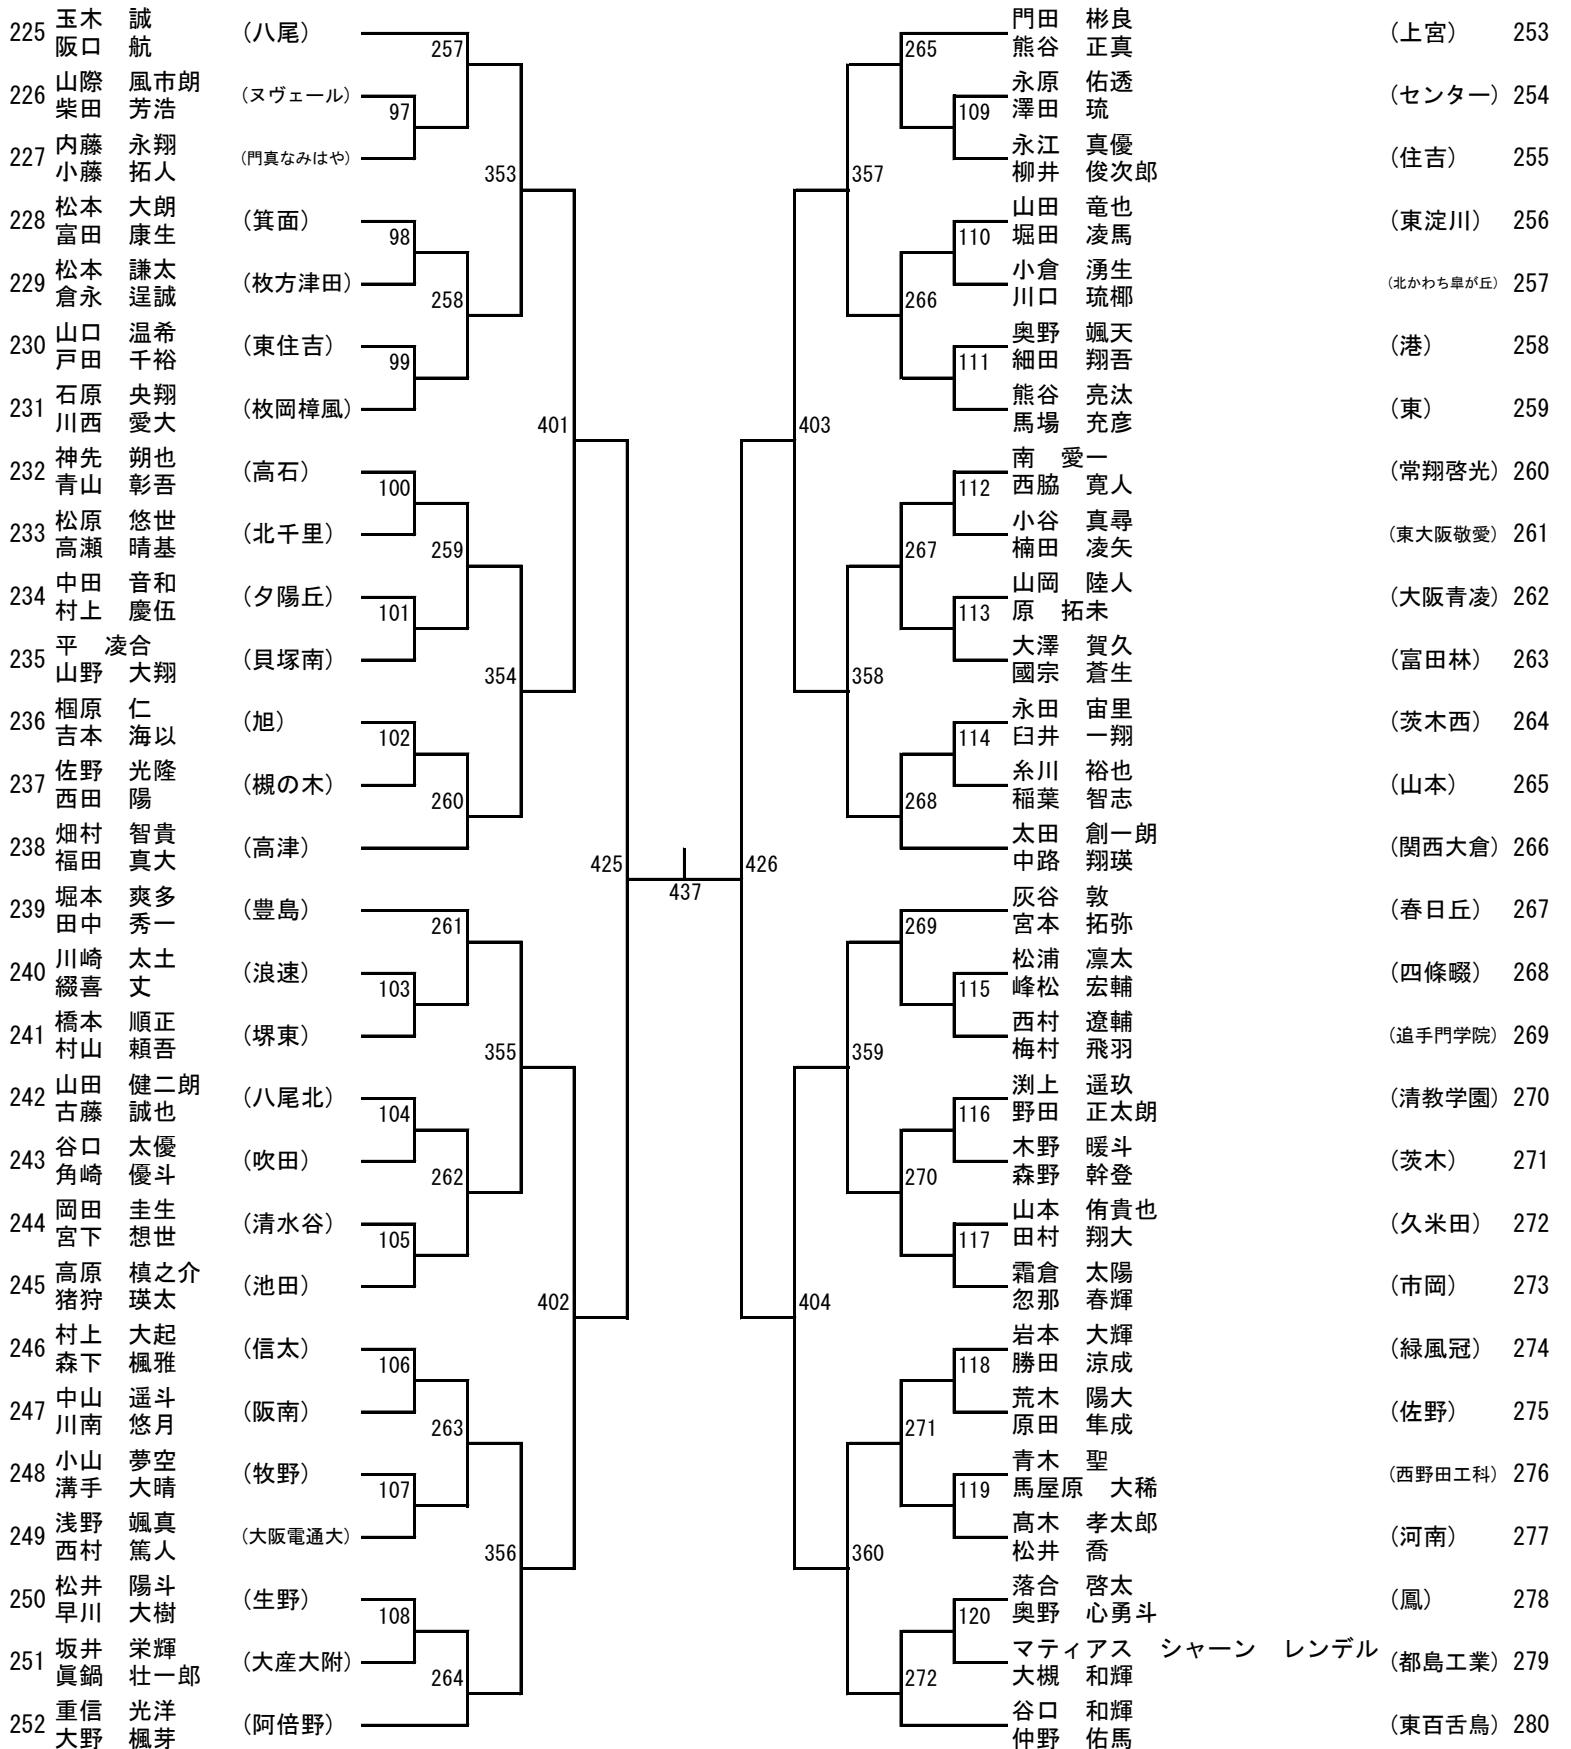 225 玉木 誠 (八尾)
阪口 航
226 山際 風市朗 (ヌヴェール)
柴田 芳浩
227 内藤 永翔 (門真なみはや)
小藤 拓人
228 松本 大朗 (箕面)
富田 康生
229 松本 謙太 (枚方津田)
倉永 逞誠
230 山口 温希 (東住吉)
戸田 千裕
231 石原 央翔 (枚岡樟風)
川西 愛大
232 神先 朔也 (高石)
青山 彰吾
233 松原 悠世 (北千里)
高瀬 晴基
234 中田 音和 (夕陽丘)
村上 慶伍
235 平 凌合 (貝塚南)
山野 大翔
236 椢原 仁 (旭)
吉本 海以
237 佐野 光隆 (槻の木)
西田 陽
238 畑村 智貴 (高津)
福田 真大
239 堀本 爽多 (豊島)
田中 秀一
240 川崎 太土 (浪速)
綴喜 丈
241 橋本 順正 (堺東)
村山 頼吾
242 山田 健二朗 (八尾北)
古藤 誠也
243 谷口 太優 (吹田)
角崎 優斗
244 岡田 圭生 (清水谷)
宮下 想世
245 高原 槙之介 (池田)
猪狩 瑛太
246 村上 大起 (信太)
森下 楓雅
247 中山 遥斗 (阪南)
川南 悠月
248 小山 夢空 (牧野)
溝手 大晴
249 浅野 颯真 (大阪電通大)
西村 篤人
250 松井 陽斗 (生野)
早川 大樹
251 坂井 栄輝 (大産大附)
眞鍋 壮一郎
252 重信 光洋 (阿倍野)
大野 楓芽
257
97
353
98
258
99
401
100
259
101
354
102
260
425
261
103
355
104
262
105
402
106
263
107
356
108
264
437
426
265
109
357
110
266
111
403
112
267
113
358
114
268
269
115
359
116
270
117
404
118
271
119
360
120
272
門田 彬良 (上宮) 253
熊谷 正真
永原 佑透 (センター) 254
澤田 琉
永江 真優 (住吉) 255
柳井 俊次郎
山田 竜也 (東淀川) 256
堀田 凌馬
小倉 湧生 (北かわち皐が丘) 257
川口 琉椰
奥野 颯天 (港) 258
細田 翔吾
熊谷 亮汰 (東) 259
馬場 充彦
南 愛一 (常翔啓光) 260
西脇 寛人
小谷 真尋 (東大阪敬愛) 261
楠田 凌矢
山岡 陸人 (大阪青凌) 262
原 拓未
大澤 賀久 (富田林) 263
國宗 蒼生
永田 宙里 (茨木西) 264
臼井 一翔
糸川 裕也 (山本) 265
稲葉 智志
太田 創一朗 (関西大倉) 266
中路 翔瑛
灰谷 敦 (春日丘) 267
宮本 拓弥
松浦 凛太 (四條畷) 268
峰松 宏輔
西村 遼輔 (追手門学院) 269
梅村 飛羽
渕上 遥玖 (清教学園) 270
野田 正太朗
木野 暖斗 (茨木) 271
森野 幹登
山本 侑貴也 (久米田) 272
田村 翔大
霜倉 太陽 (市岡) 273
忽那 春輝
岩本 大輝 (緑風冠) 274
勝田 涼成
荒木 陽大 (佐野) 275
原田 隼成
青木 聖 (西野田工科) 276
馬屋原 大稀
髙木 孝太郎 (河南) 277
松井 喬
落合 啓太 (鳳) 278
奥野 心勇斗
マティアス シャーン レンデル (都島工業) 279
大槻 和輝
谷口 和輝 (東百舌鳥) 280
仲野 佑馬